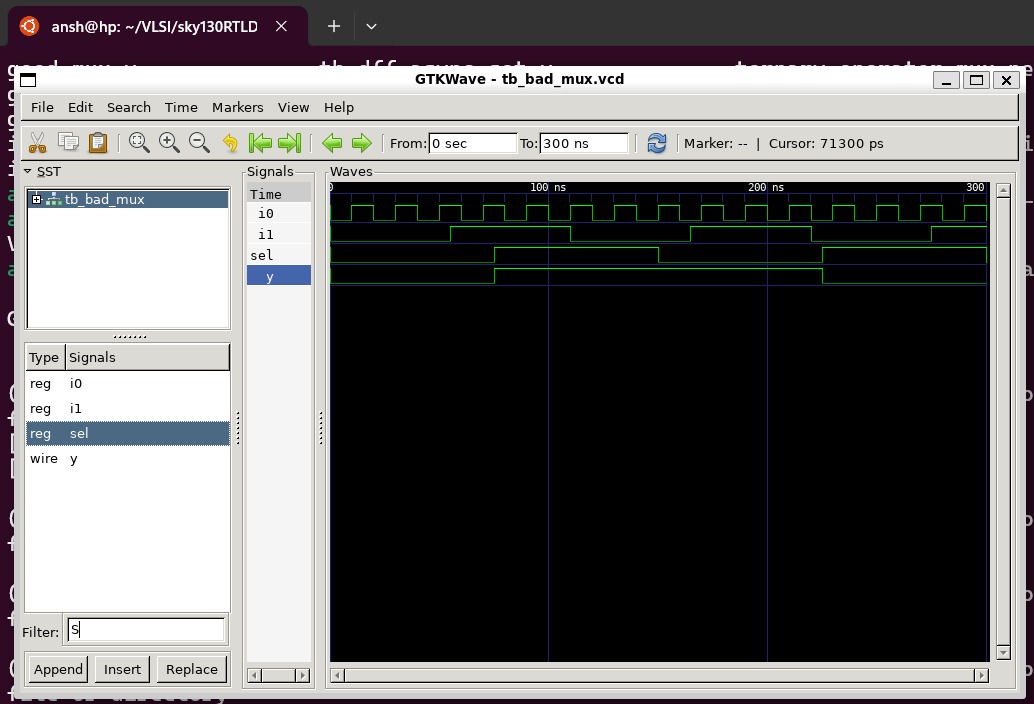 ansh@hp: ~/VLSI/sky130RTLD
GTKWave - tb_bad_mux.vcd
File Edit Search Time Markers View Help
From: 0 sec To: 300 ns Marker: -- | Cursor: 71300 ps
SST
tb_bad_mux
Type Signals
reg i0
reg i1
reg sel
wire y
Filter: S
Append Insert Replace
Signals
Time
i0
i1
sel
y
Waves
0 100 ns 200 ns 300